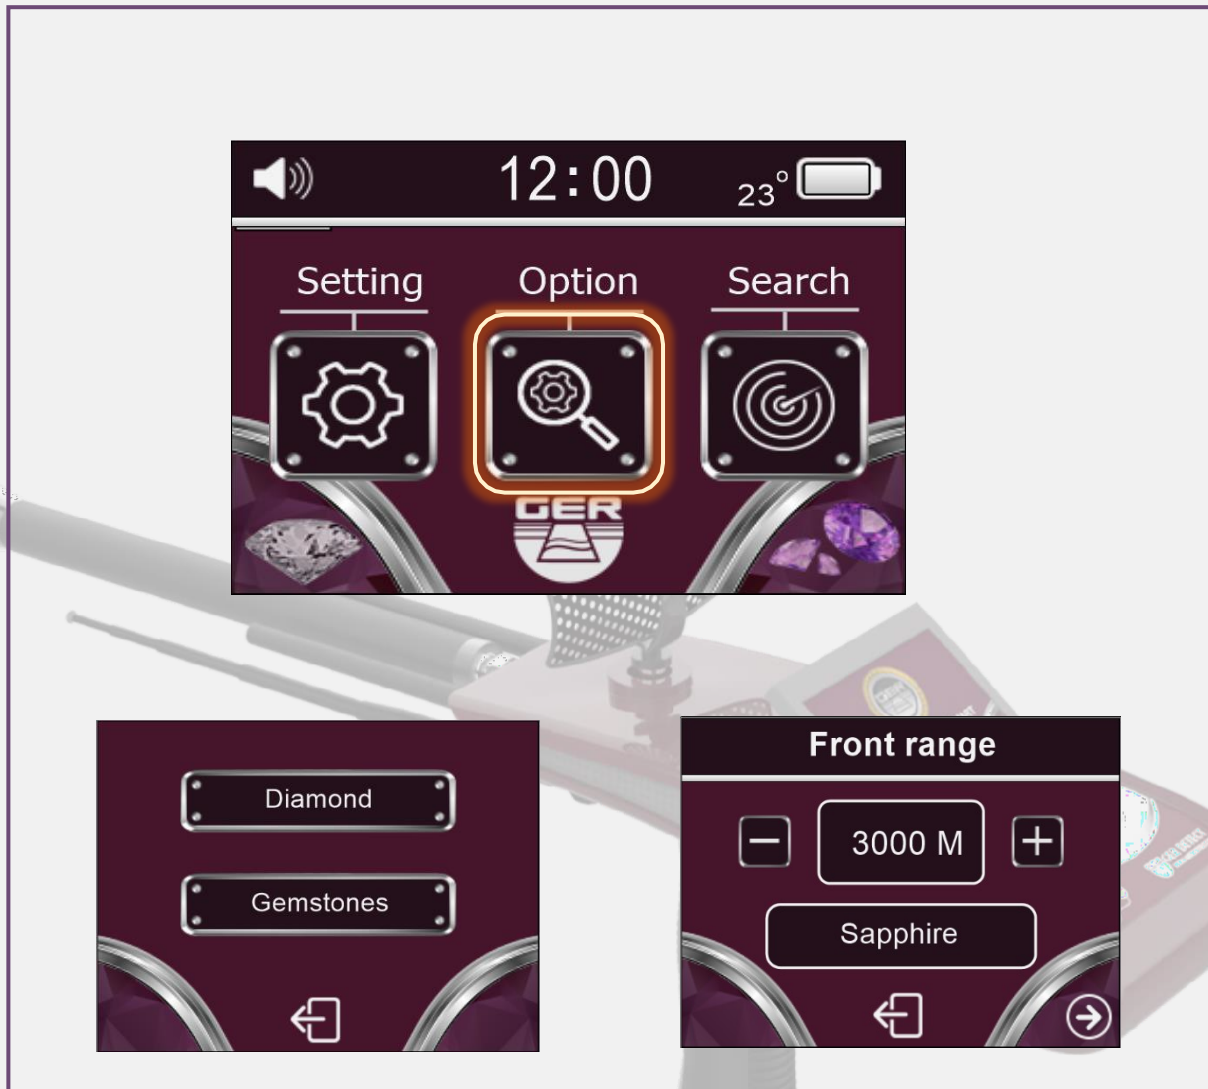 12:00
23°
Setting
Option
Search
GER
Diamond
Gemstones
Front range
3000 M
Sapphire